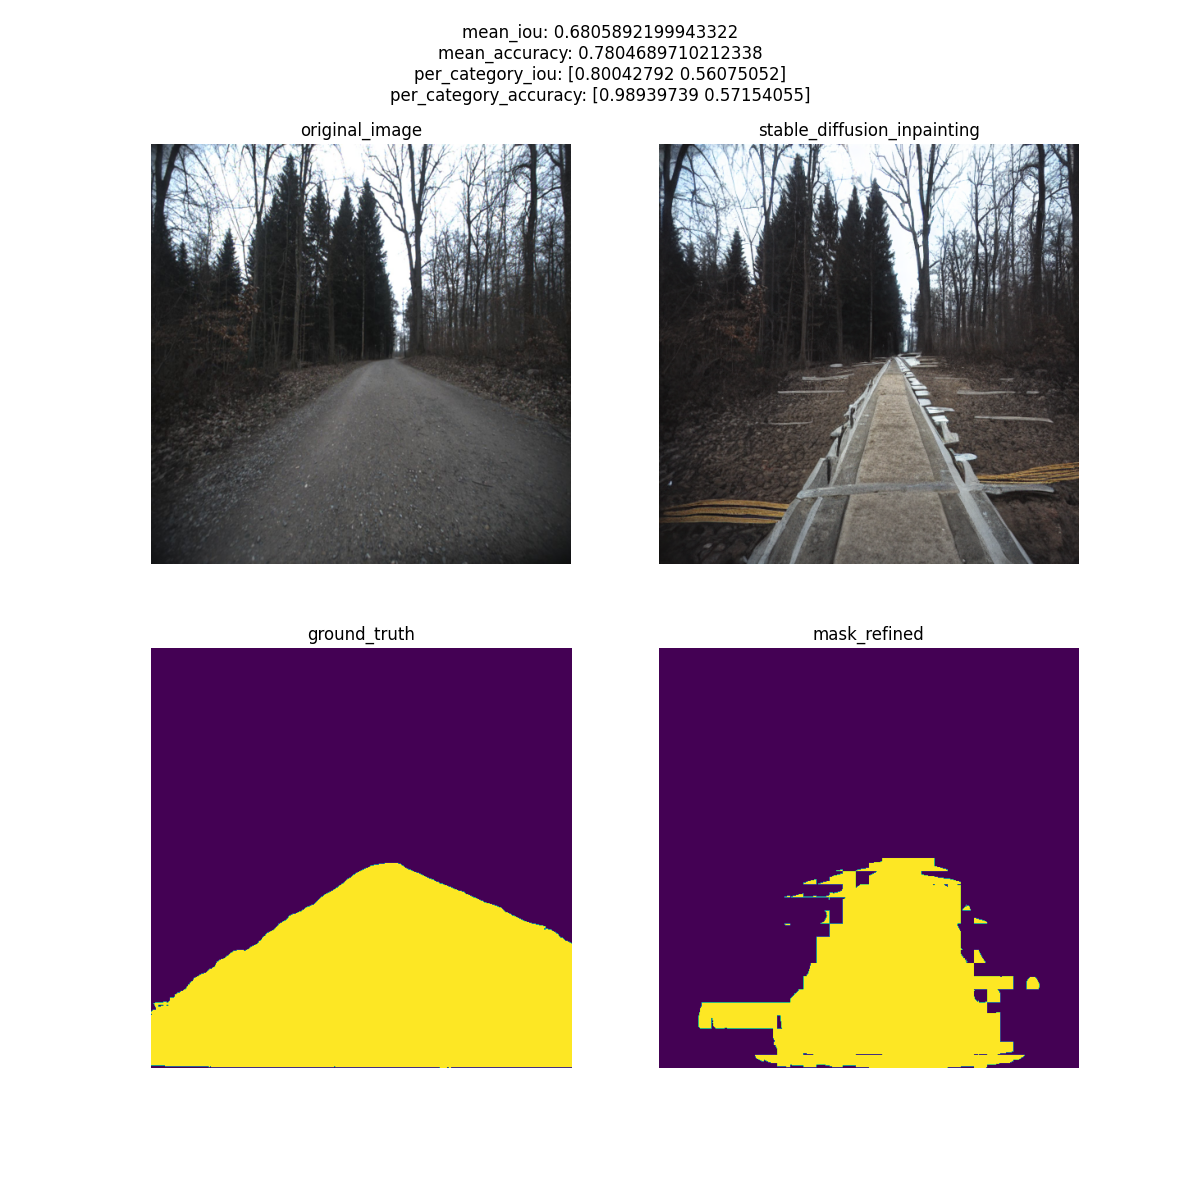 mean_iou: 0.6805892199943322
mean_accuracy: 0.7804689710212338
per_category_iou: [0.80042792 0.56075052]
per_category_accuracy: [0.98939739 0.57154055]
original_image
stable_diffusion_inpainting
ground_truth
mask_refined